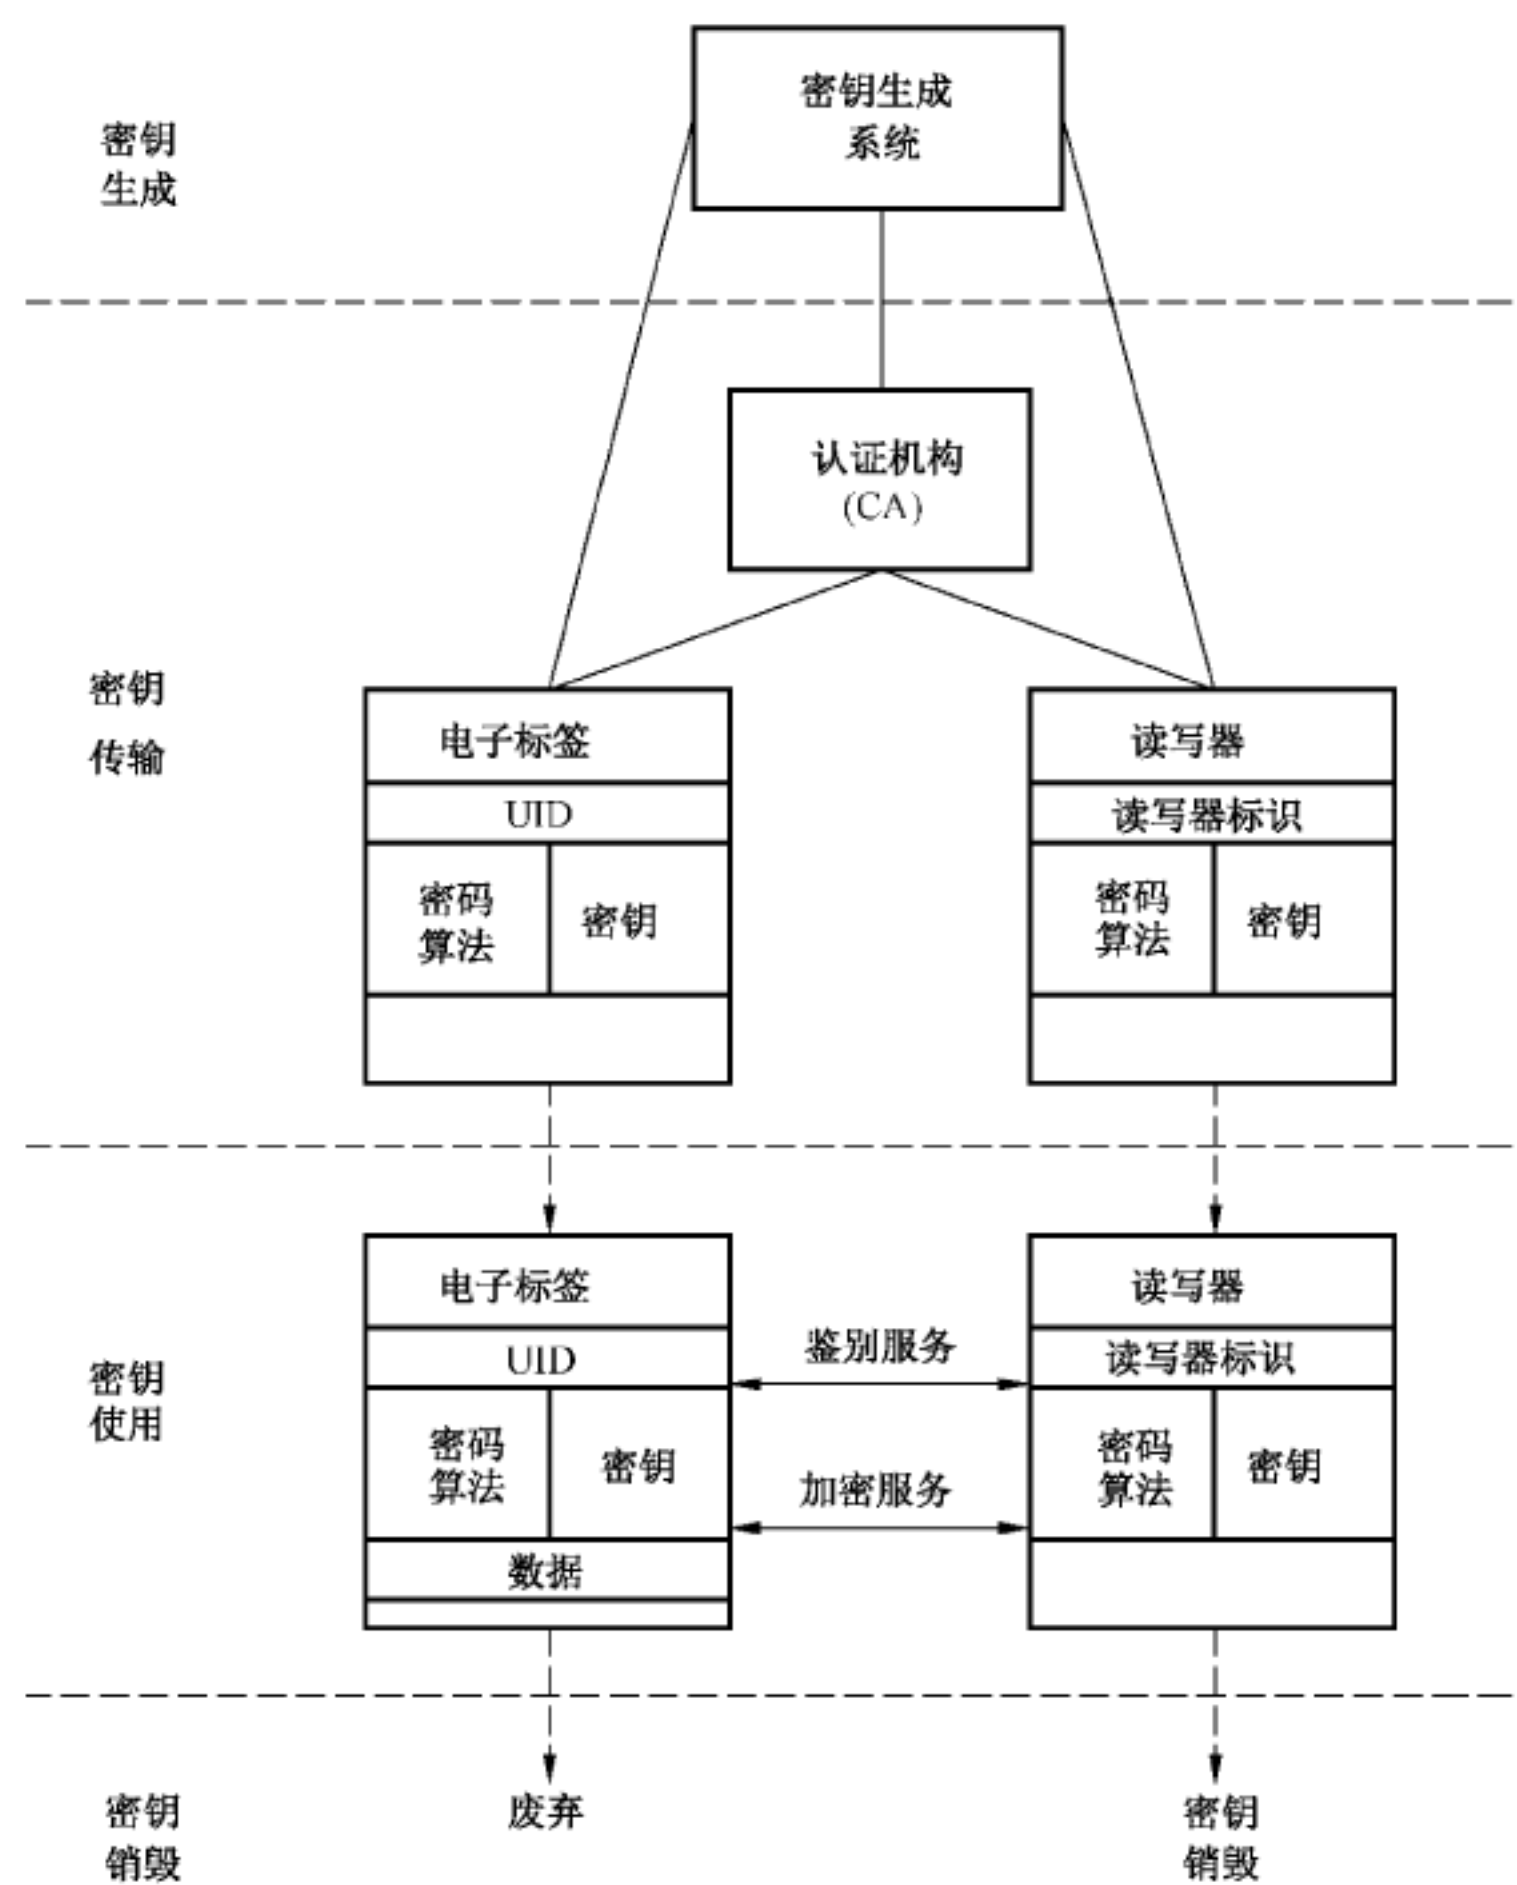 密钥生成
系统
密钥
生成
认证机构
(CA)
密钥
传输
电子标签
UID
密码
算法
密钥
读写器
读写器标识
密码
算法
密钥
密钥
使用
电子标签
UID
密码
算法
密钥
数据
鉴别服务
加密服务
读写器
读写器标识
密码
算法
密钥
密钥
销毁
废弃
密钥
销毁